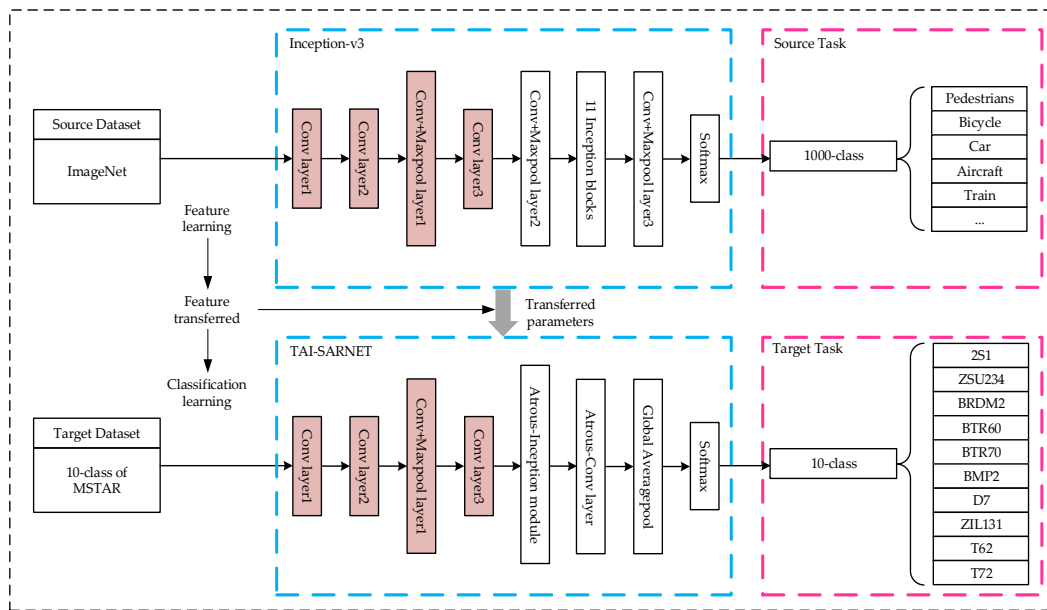 Inception-v3
Source Task
Source Dataset
ImageNet
Conv layer1
Conv layer2
Conv+Maxpool layer1
Conv layer3
Conv+Maxpool layer2
11 Inception blocks
Conv+Maxpool layer3
Softmax
1000-class
Pedestrians
Bicycle
Car
Aircraft
Train
...
Feature
learning
Feature
transferred
Transferred
parameters
Classification
learning
TAI-SARNET
Target Task
Target Dataset
10-class of
MSTAR
Conv layer1
Conv layer2
Conv+Maxpool layer1
Conv layer3
Atrous-Inception module
Atrous-Conv layer
Global Averagepool
Softmax
10-class
2S1
ZSU234
BRDM2
BTR60
BTR70
BMP2
D7
ZIL131
T62
T72